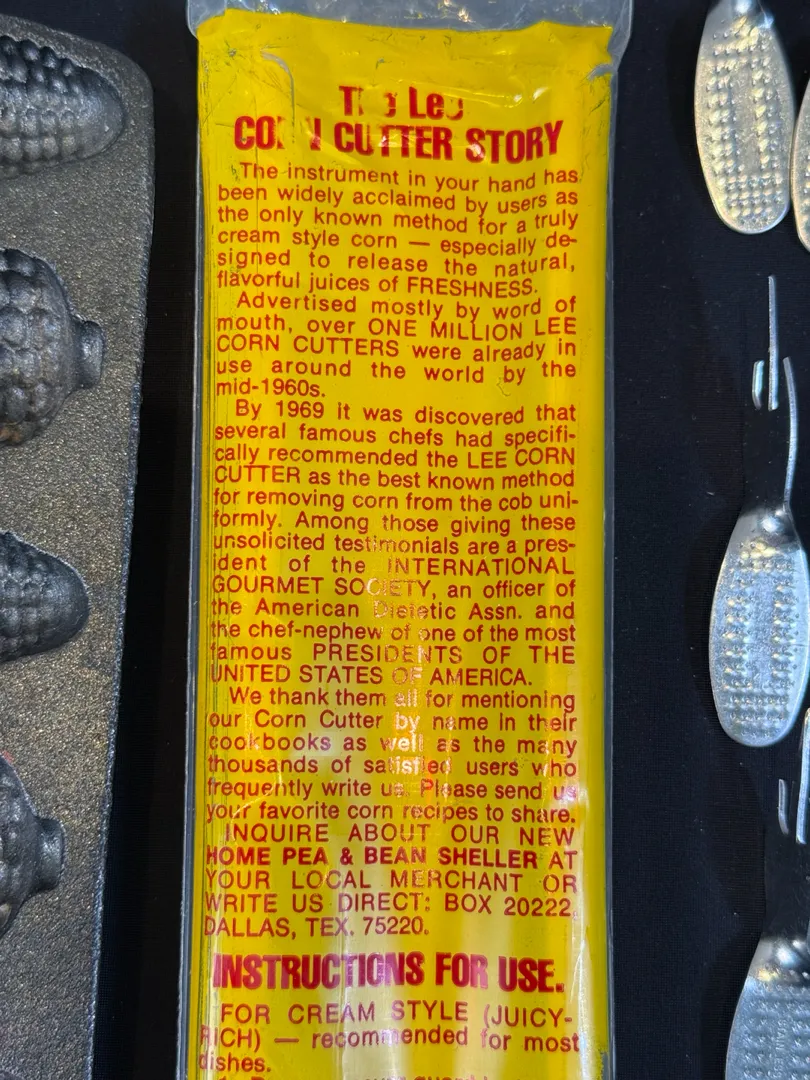 The Lee
CORN CUTTER STORY
The instrument in your hand has
been widely acclaimed by users as
the only known method for a truly
cream style corn — especially de-
signed to release the natural,
flavorful juices of FRESHNESS.
Advertised mostly by word of
mouth, over ONE MILLION LEE
CORN CUTTERS were already in
use around the world by the
mid-1960s.
By 1969 it was discovered that
several famous chefs had specifi-
cally recommended the LEE CORN
CUTTER as the best known method
for removing corn from the cob uni-
formly. Among those giving these
unsolicited testimonials are a pres-
ident of the INTERNATIONAL
GOURMET SOCIETY, an officer of
the American Dietetic Assn. and
the chef-nephew of one of the most
famous PRESIDENTS OF THE
UNITED STATES OF AMERICA.
We thank them all for mentioning
our Corn Cutter by name in their
cookbooks as well as the many
thousands of satisfied users who
frequently write us. Please send us
your favorite corn recipes to share.
INQUIRE ABOUT OUR NEW
HOME PEA & BEAN SHELLER AT
YOUR LOCAL MERCHANT OR
WRITE US DIRECT: BOX 20222,
DALLAS, TEX. 75220.
INSTRUCTIONS FOR USE.
FOR CREAM STYLE (JUICY-
RICH) — recommended for most
dishes.